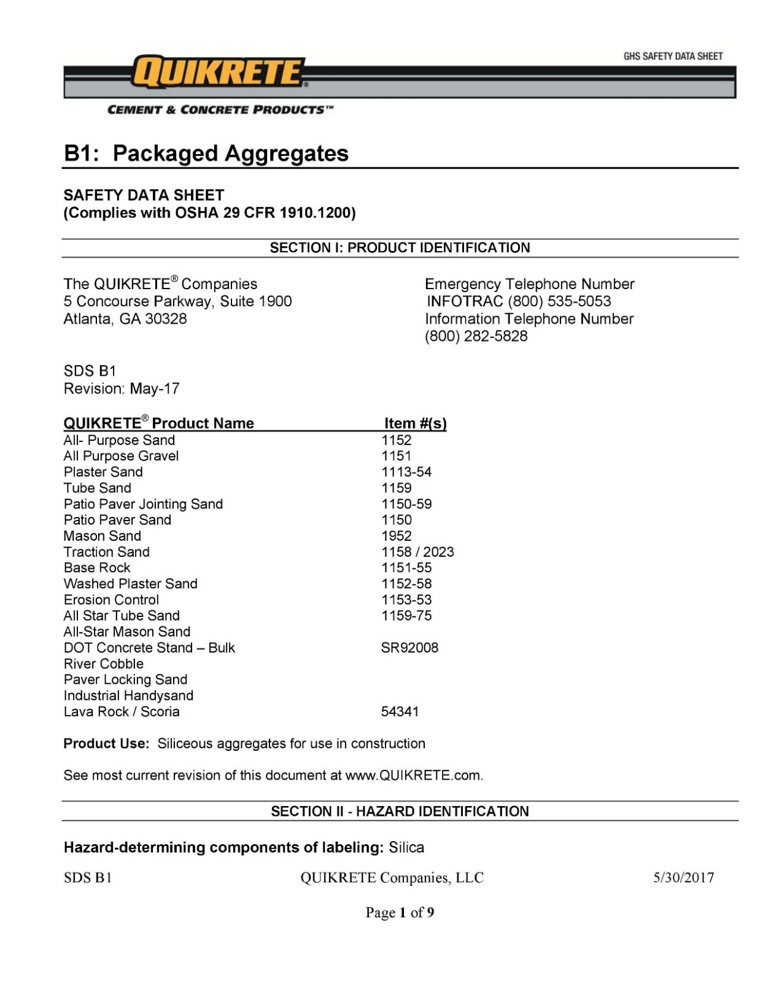 GHS SAFETY DATA SHEET
QUIKRETE®
CEMENT & CONCRETE PRODUCTS™
B1: Packaged Aggregates
SAFETY DATA SHEET
(Complies with OSHA 29 CFR 1910.1200)
SECTION I: PRODUCT IDENTIFICATION
The QUIKRETE® Companies Emergency Telephone Number
5 Concourse Parkway, Suite 1900 INFOTRAC (800) 535-5053
Atlanta, GA 30328 Information Telephone Number
(800) 282-5828
SDS B1
Revision: May-17
QUIKRETE® Product Name Item #(s)
All- Purpose Sand 1152
All Purpose Gravel 1151
Plaster Sand 1113-54
Tube Sand 1159
Patio Paver Jointing Sand 1150-59
Patio Paver Sand 1150
Mason Sand 1952
Traction Sand 1158 / 2023
Base Rock 1151-55
Washed Plaster Sand 1152-58
Erosion Control 1153-53
All Star Tube Sand 1159-75
All-Star Mason Sand
DOT Concrete Stand – Bulk SR92008
River Cobble
Paver Locking Sand
Industrial Handysand
Lava Rock / Scoria 54341
Product Use: Siliceous aggregates for use in construction
See most current revision of this document at www.QUIKRETE.com.
SECTION II - HAZARD IDENTIFICATION
Hazard-determining components of labeling: Silica
SDS B1 QUIKRETE Companies, LLC 5/30/2017
Page 1 of 9